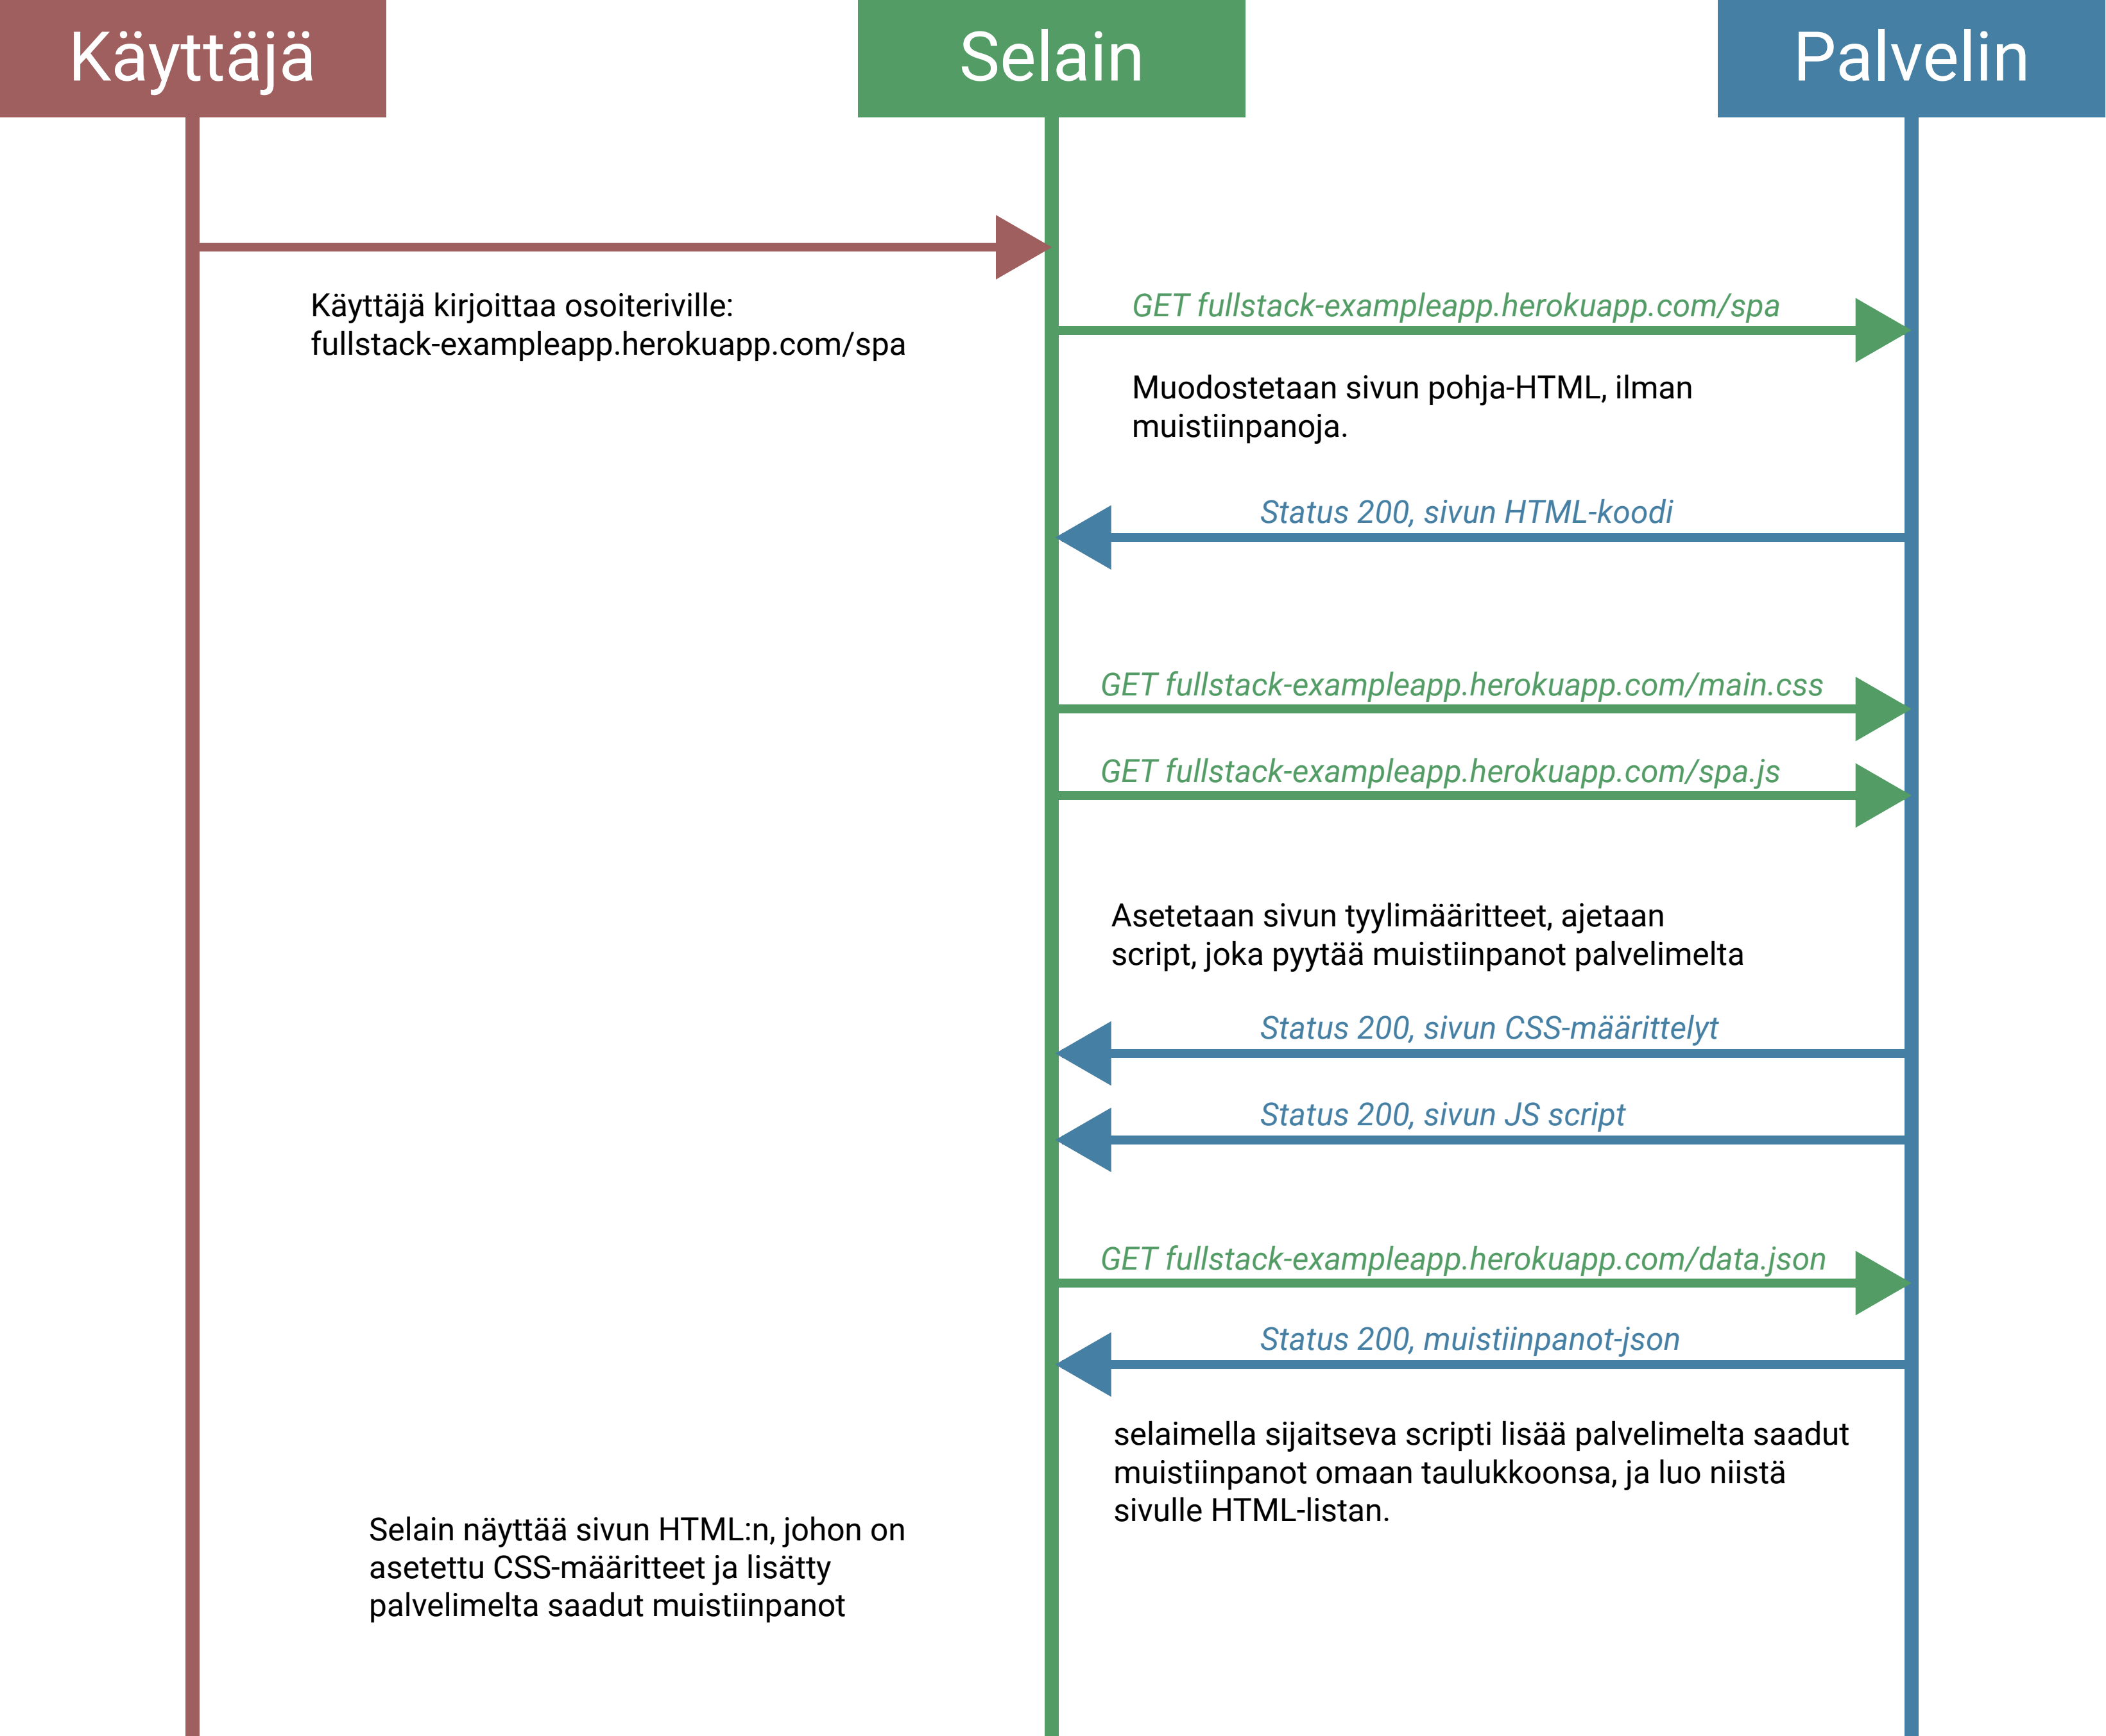 Käyttäjä
Selain
Palvelin
Käyttäjä kirjoittaa osoiteriville:
fullstack-exampleapp.herokuapp.com/spa
GET fullstack-exampleapp.herokuapp.com/spa
Muodostetaan sivun pohja-HTML, ilman
muistiinpanoja.
Status 200, sivun HTML-koodi
GET fullstack-exampleapp.herokuapp.com/main.css
GET fullstack-exampleapp.herokuapp.com/spa.js
Asetetaan sivun tyylimääritteet, ajetaan
script, joka pyytää muistiinpanot palvelimelta
Status 200, sivun CSS-määrittelyt
Status 200, sivun JS script
GET fullstack-exampleapp.herokuapp.com/data.json
Status 200, muistiinpanot-json
selaimella sijaitseva scripti lisää palvelimelta saadut
muistiinpanot omaan taulukkoonsa, ja luo niistä
sivulle HTML-listan.
Selain näyttää sivun HTML:n, johon on
asetettu CSS-määritteet ja lisätty
palvelimelta saadut muistiinpanot